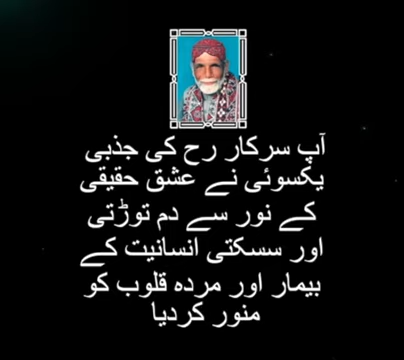 آپ سرکار رح کی جذبی
یکسوئی نے عشق حقیقی
کے نور سے دم توڑتی
اور سسکتی انسانیت کے
بیمار اور مردہ قلوب کو
منور کردیا